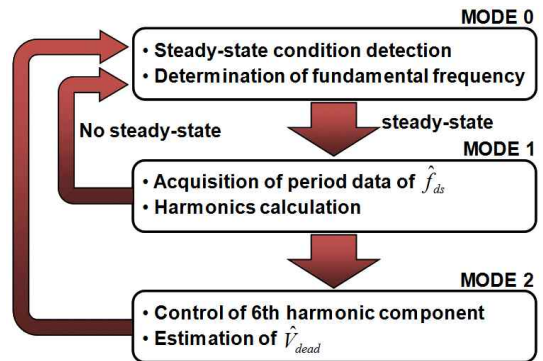 MODE 0
• Steady-state condition detection
• Determination of fundamental frequency
No steady-state
steady-state
MODE 1
• Acquisition of period data of f̂ds
• Harmonics calculation
MODE 2
• Control of 6th harmonic component
• Estimation of V̂dead